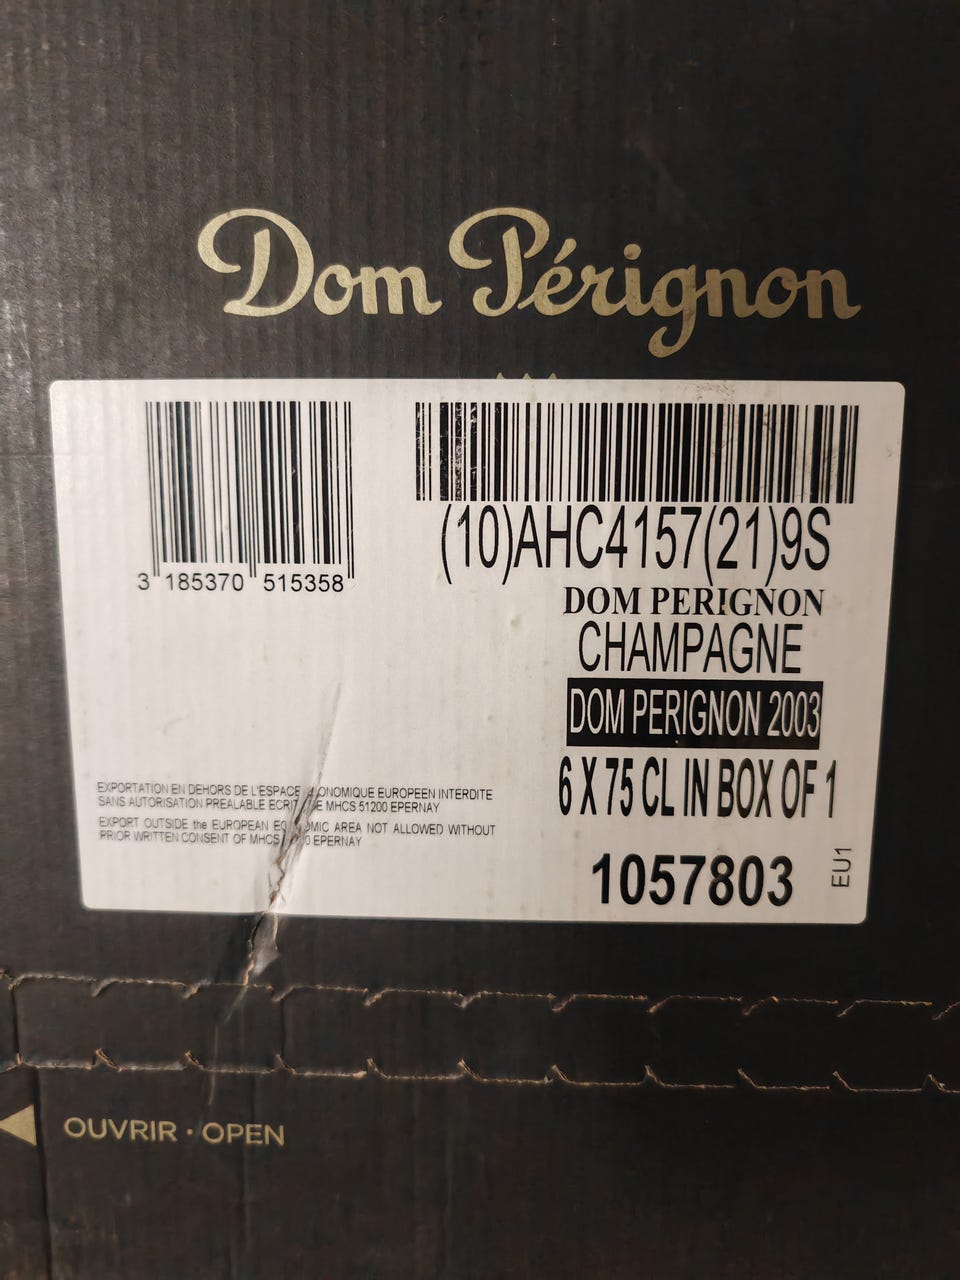 Dom Pérignon
3 185370 515358
(10)AHC4157(21)9S
DOM PERIGNON
CHAMPAGNE
DOM PERIGNON 2003
6 X 75 CL IN BOX OF 1
1057803
EU1
EXPORTATION EN DEHORS DE L'ESPACE ONOMIQUE EUROPEEN INTERDITE
SANS AUTORISATION PREALABLE MHCS 51200 EPERNAY
EXPORT OUTSIDE the EUROPEAN AREA NOT ALLOWED WITHOUT
PRIOR WRITTEN CONSENT OF MHCS EPERNAY
OUVRIR · OPEN